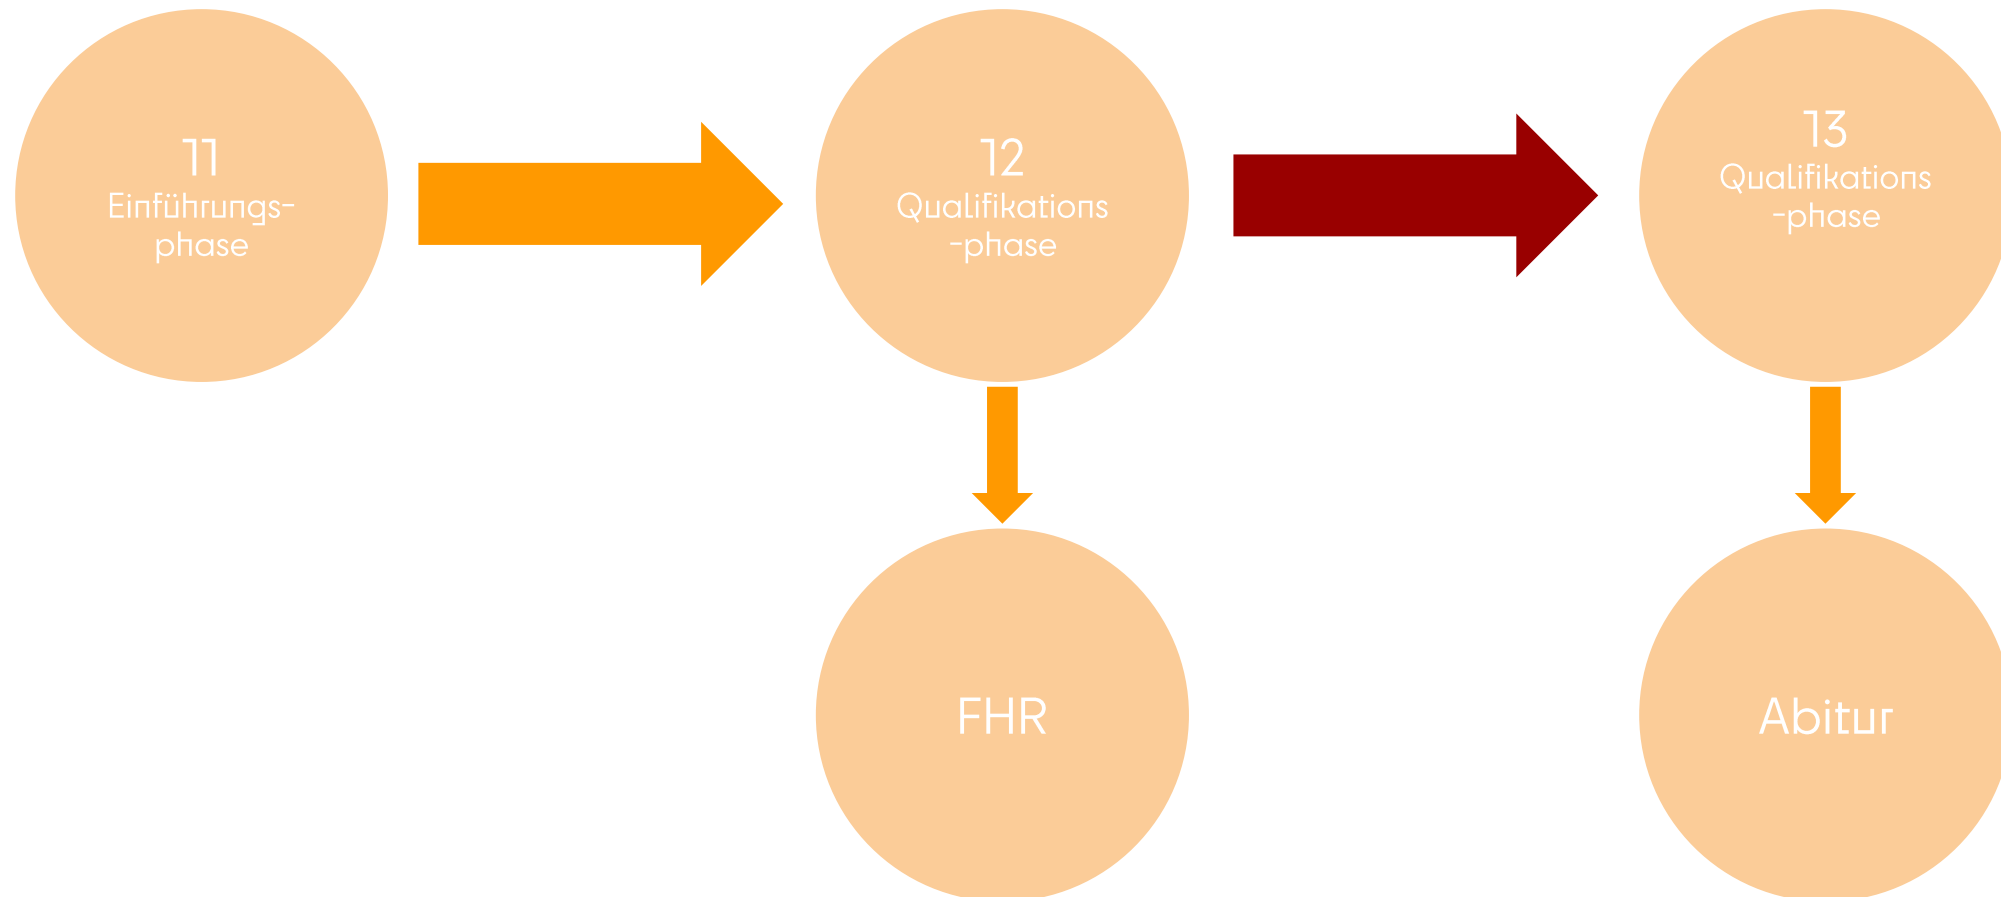 11
Einführungs-
phase
12
Qualifikations
-phase
13
Qualifikations
-phase
FHR
Abitur